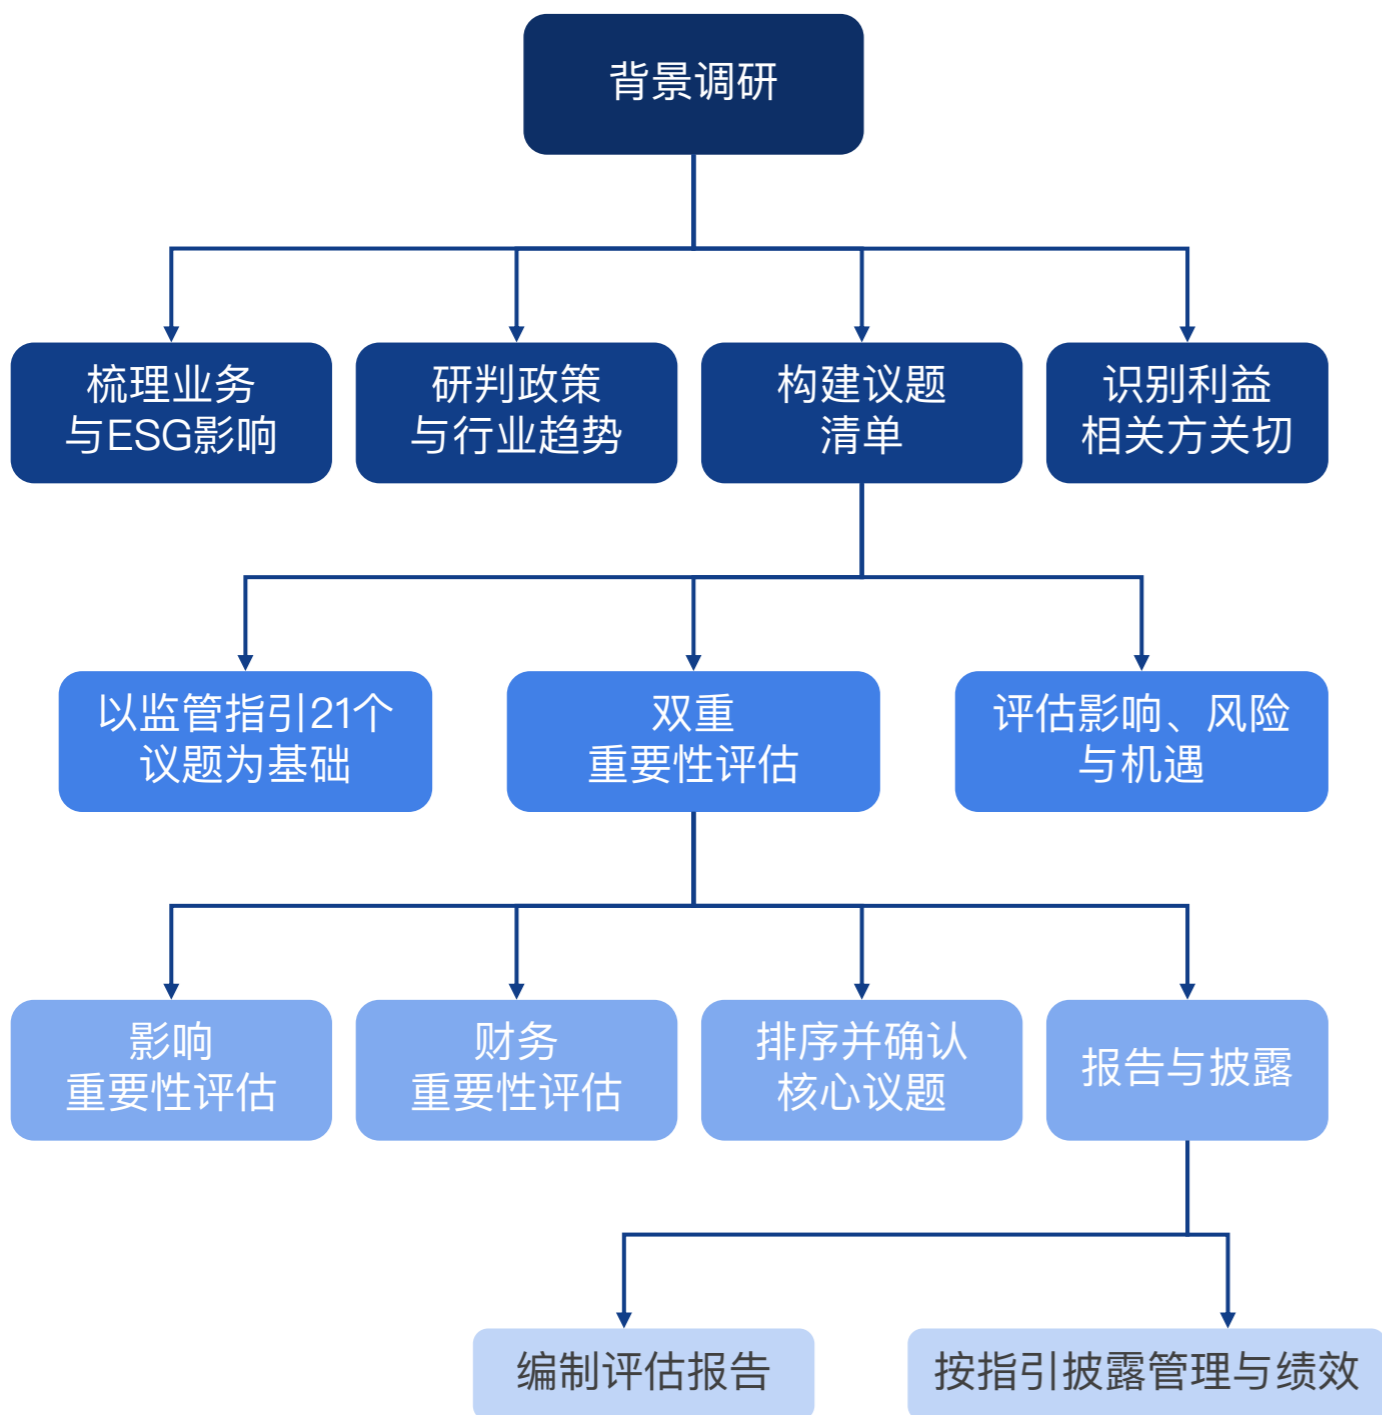 背景调研
梳理业务
与ESG影响
研判政策
与行业趋势
构建议题
清单
识别利益
相关方关切
以监管指引21个
议题为基础
双重
重要性评估
评估影响、风险
与机遇
影响
重要性评估
财务
重要性评估
排序并确认
核心议题
报告与披露
编制评估报告
按指引披露管理与绩效